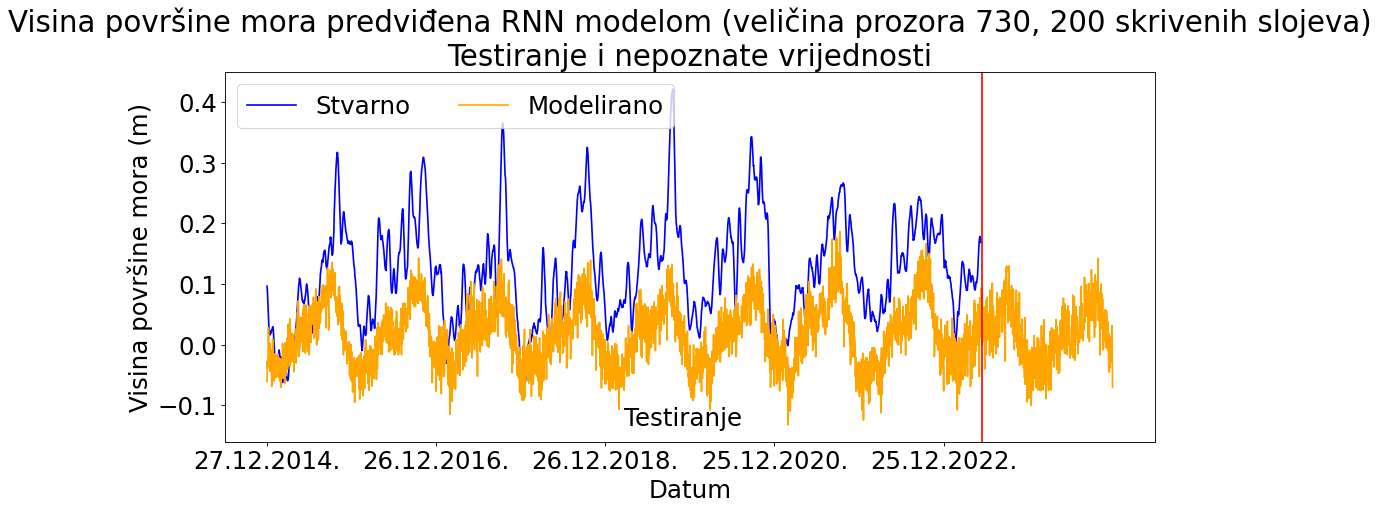 Visina površine mora predviđena RNN modelom (veličina prozora 730, 200 skrivenih slojeva)
Testiranje i nepoznate vrijednosti
Stvarno Modelirano
Visina površine mora (m)
0.4
0.3
0.2
0.1
0.0
−0.1
Testiranje
27.12.2014. 26.12.2016. 26.12.2018. 25.12.2020. 25.12.2022.
Datum